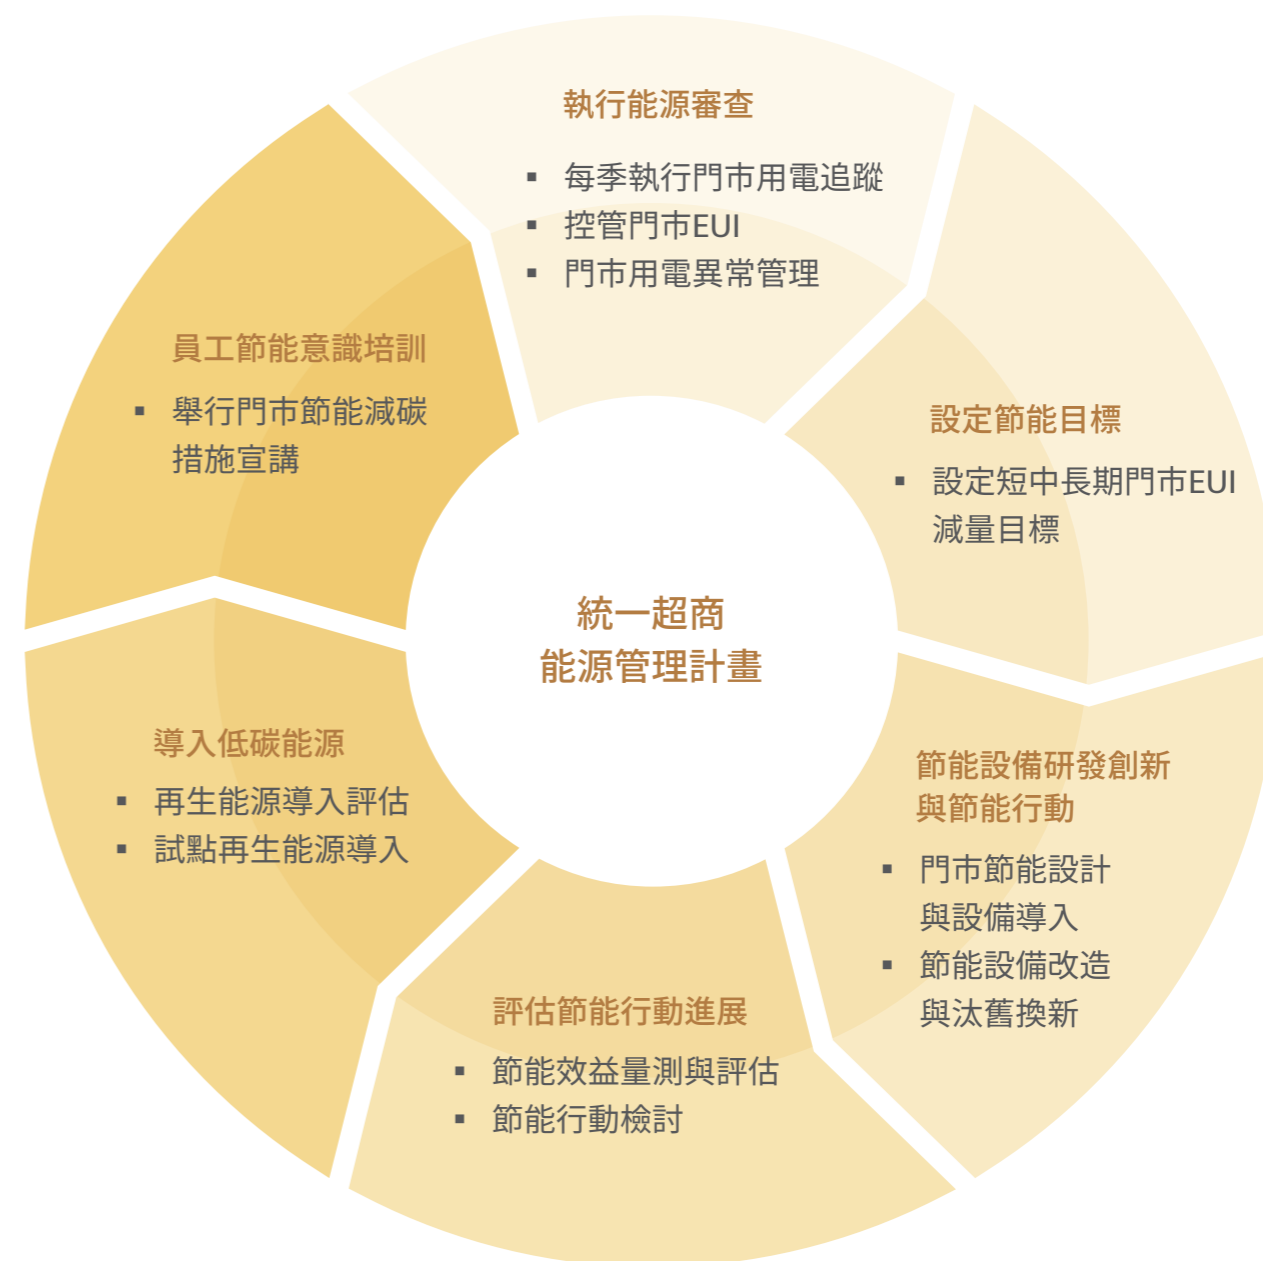 執行能源審查
▪ 每季執行門市用電追蹤
▪ 控管門市EUI
▪ 門市用電異常管理
設定節能目標
▪ 設定短中長期門市EUI
減量目標
節能設備研發創新
與節能行動
▪ 門市節能設計
與設備導入
▪ 節能設備改造
與汰舊換新
評估節能行動進展
▪ 節能效益量測與評估
▪ 節能行動檢討
導入低碳能源
▪ 再生能源導入評估
▪ 試點再生能源導入
員工節能意識培訓
▪ 舉行門市節能減碳
措施宣講
統一超商
能源管理計畫